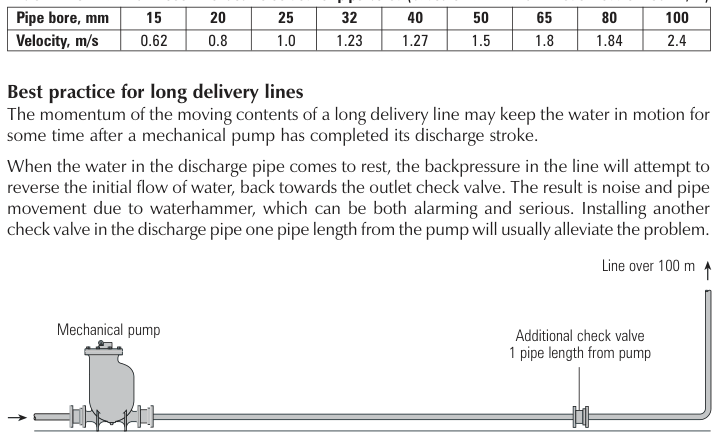 Pipe bore, mm 15 20 25 32 40 50 65 80 100
Velocity, m/s 0.62 0.8 1.0 1.23 1.27 1.5 1.8 1.84 2.4
Best practice for long delivery lines
The momentum of the moving contents of a long delivery line may keep the water in motion for
some time after a mechanical pump has completed its discharge stroke.
When the water in the discharge pipe comes to rest, the backpressure in the line will attempt to
reverse the initial flow of water, back towards the outlet check valve. The result is noise and pipe
movement due to waterhammer, which can be both alarming and serious. Installing another
check valve in the discharge pipe one pipe length from the pump will usually alleviate the problem.
Line over 100 m
Mechanical pump
Additional check valve
1 pipe length from pump